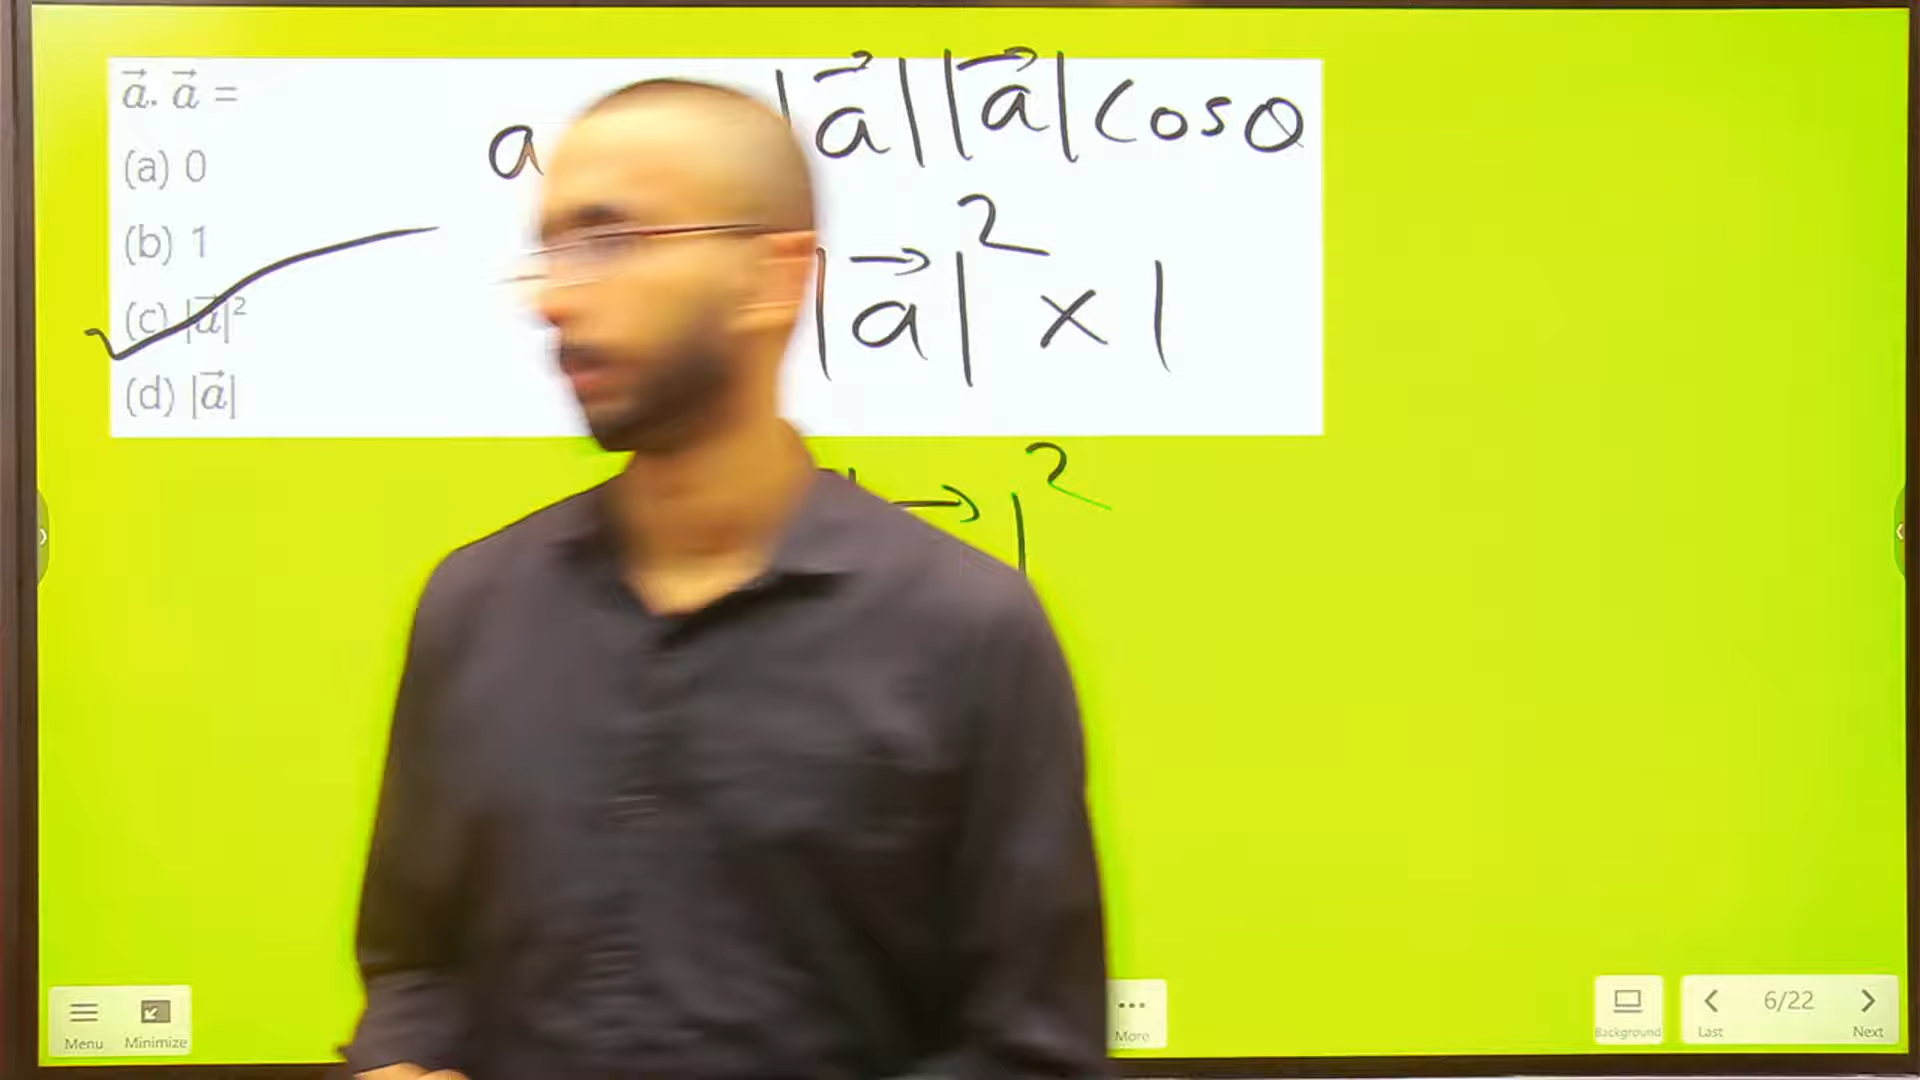 a⃗. a⃗ =
(a) 0
(b) 1
(c) |a⃗|²
(d) |a⃗|
a |a⃗||a⃗| cosθ
|a⃗|² × 1
→|²
Menu
Minimize
More
Background
Last
6/22
Next